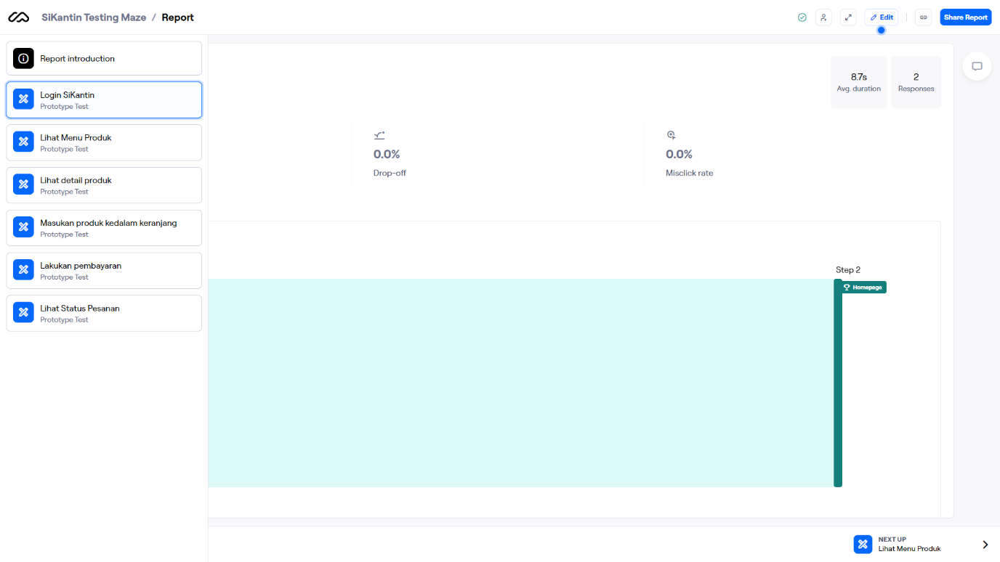 SiKantin Testing Maze / Report
Edit
Share Report
Report introduction
Login SiKantin
Prototype Test
Lihat Menu Produk
Prototype Test
Lihat detail produk
Prototype Test
Masukan produk kedalam keranjang
Prototype Test
Lakukan pembayaran
Prototype Test
Lihat Status Pesanan
Prototype Test
8.7s
Avg. duration
2
Responses
0.0%
Drop-off
0.0%
Misclick rate
Step 2
Homepage
NEXT UP
Lihat Menu Produk